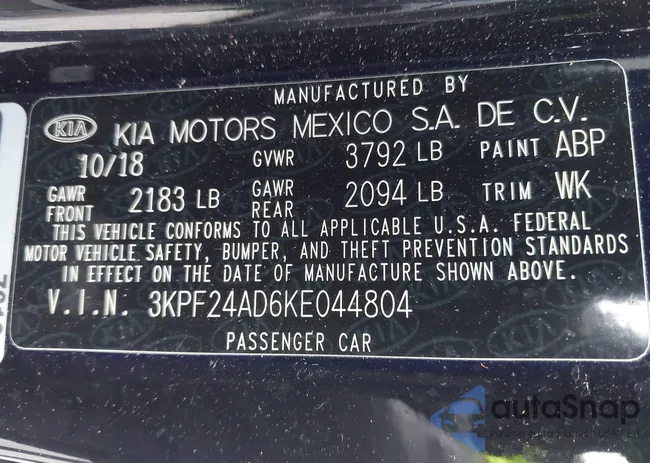 MANUFACTURED BY
KIA KIA MOTORS MEXICO S.A. DE C.V.
10/18 GVWR 3792 LB PAINT ABP
GAWR FRONT 2183 LB GAWR REAR 2094 LB TRIM WK
THIS VEHICLE CONFORMS TO ALL APPLICABLE U.S.A. FEDERAL
MOTOR VEHICLE SAFETY, BUMPER, AND THEFT PREVENTION STANDARDS
IN EFFECT ON THE DATE OF MANUFACTURE SHOWN ABOVE.
V.I.N. 3KPF24AD6KE044804
PASSENGER CAR
autoSnap